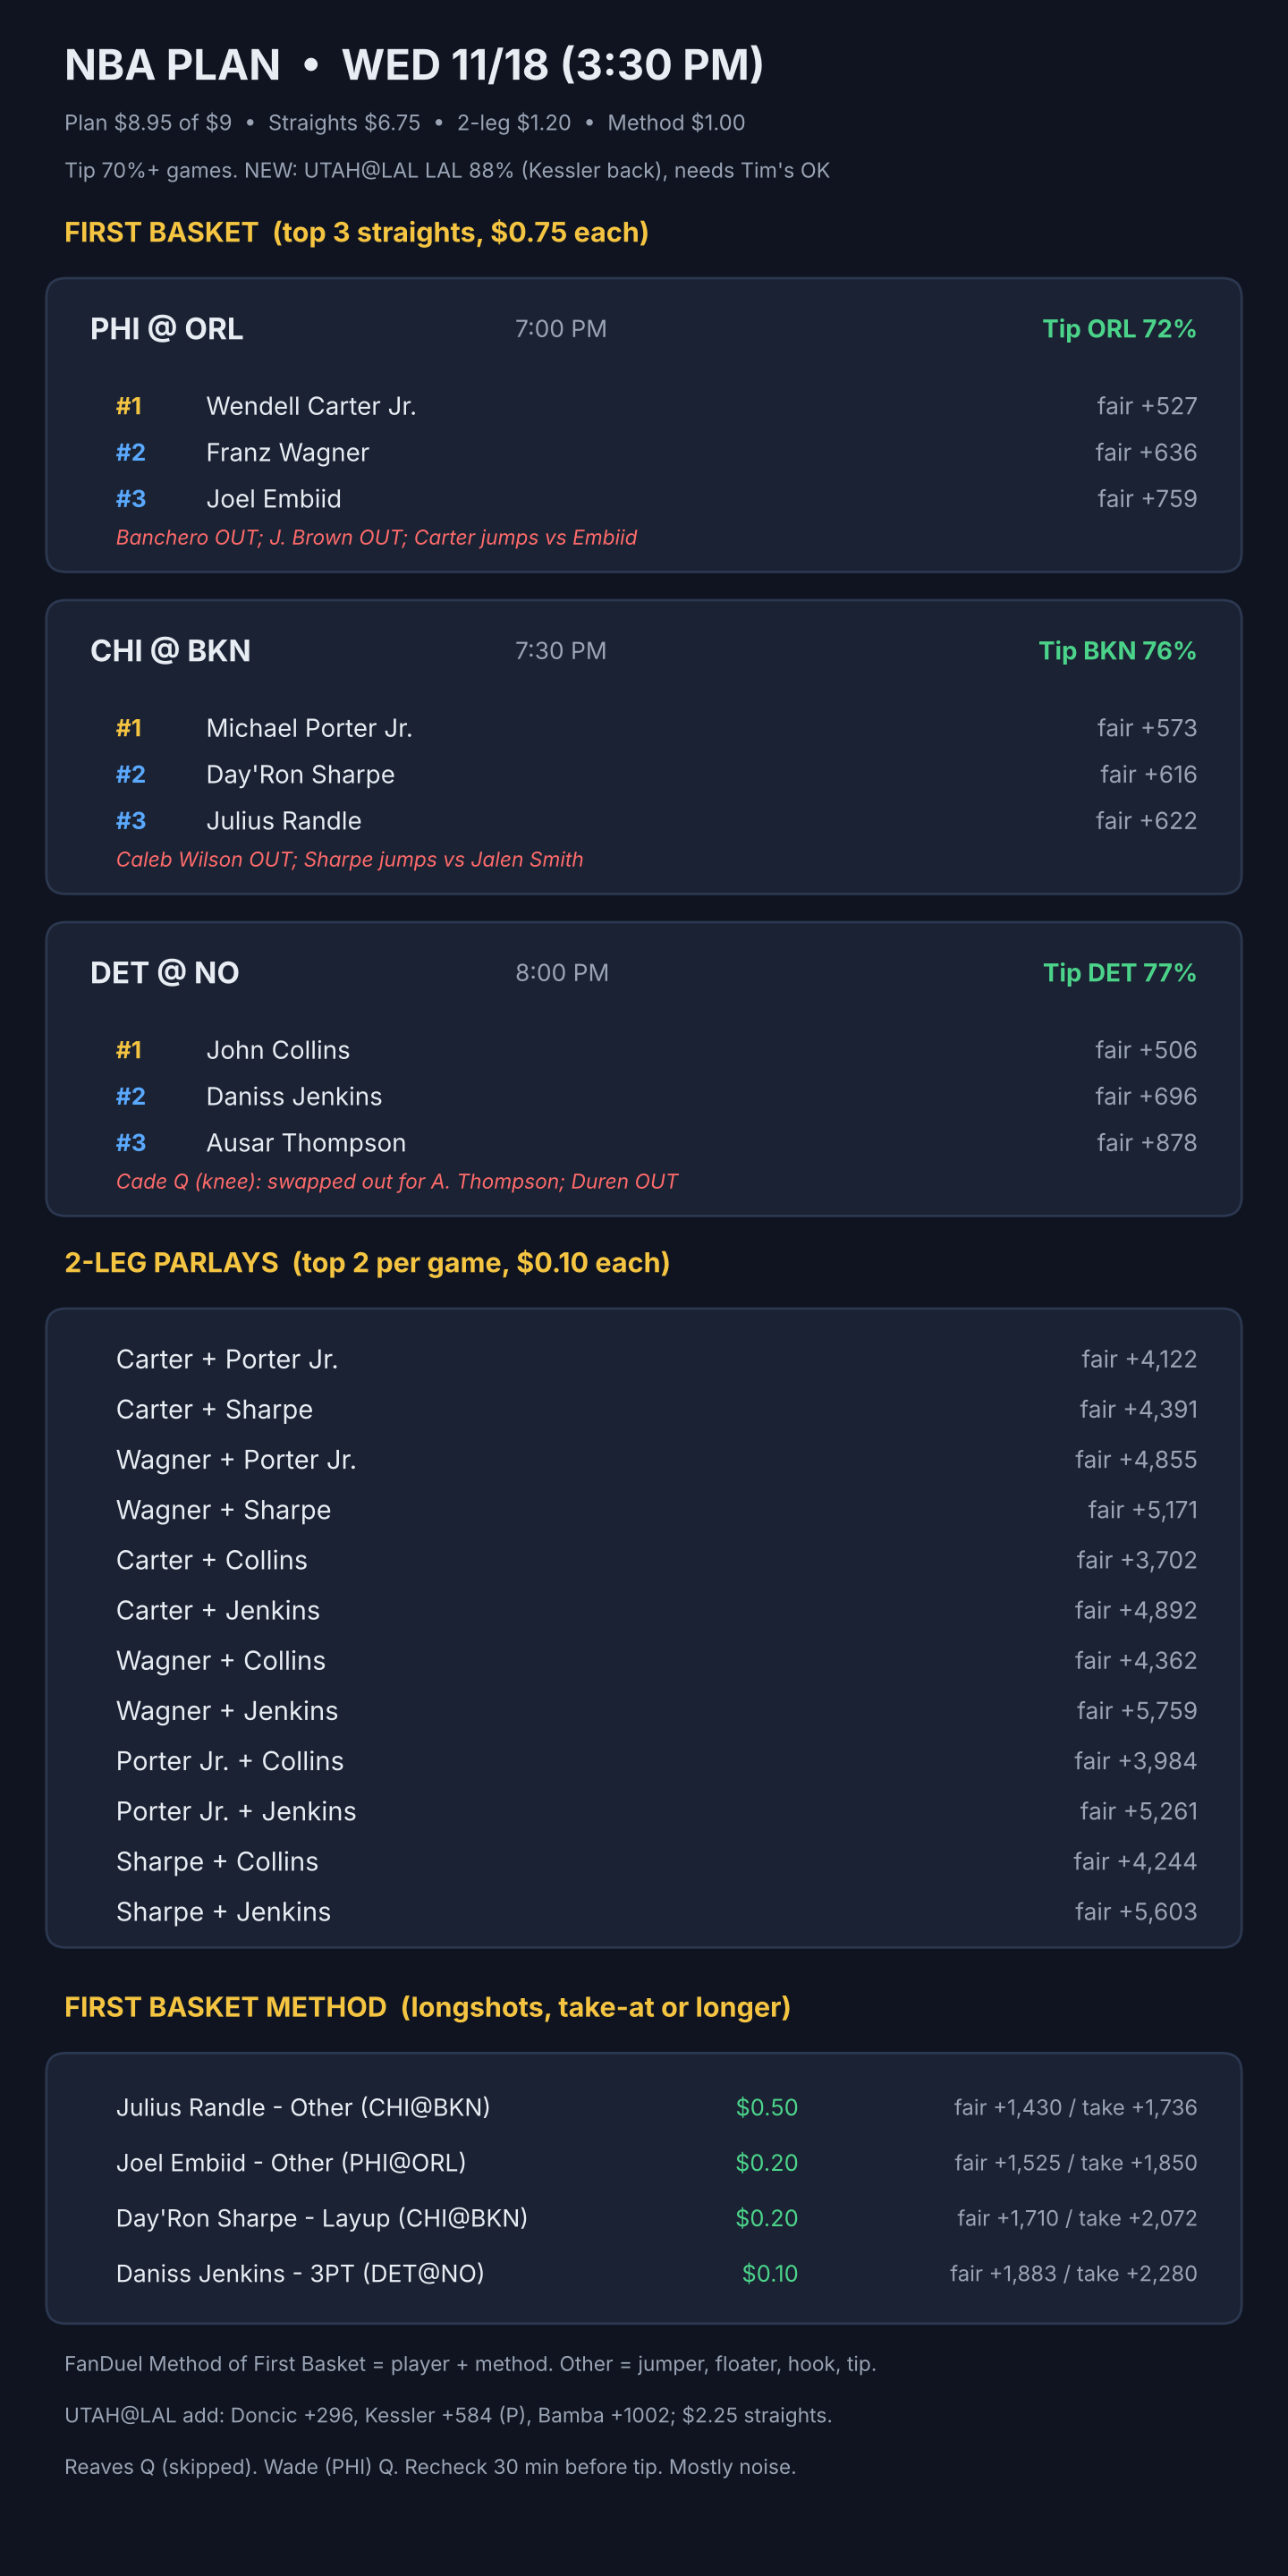 NBA PLAN • WED 11/18 (3:30 PM)
Plan $8.95 of $9 • Straights $6.75 • 2-leg $1.20 • Method $1.00
Tip 70%+ games. NEW: UTAH@LAL LAL 88% (Kessler back), needs Tim's OK
FIRST BASKET (top 3 straights, $0.75 each)
PHI @ ORL 7:00 PM Tip ORL 72%
#1 Wendell Carter Jr. fair +527
#2 Franz Wagner fair +636
#3 Joel Embiid fair +759
Banchero OUT; J. Brown OUT; Carter jumps vs Embiid
CHI @ BKN 7:30 PM Tip BKN 76%
#1 Michael Porter Jr. fair +573
#2 Day'Ron Sharpe fair +616
#3 Julius Randle fair +622
Caleb Wilson OUT; Sharpe jumps vs Jalen Smith
DET @ NO 8:00 PM Tip DET 77%
#1 John Collins fair +506
#2 Daniss Jenkins fair +696
#3 Ausar Thompson fair +878
Cade Q (knee): swapped out for A. Thompson; Duren OUT
2-LEG PARLAYS (top 2 per game, $0.10 each)
Carter + Porter Jr. fair +4,122
Carter + Sharpe fair +4,391
Wagner + Porter Jr. fair +4,855
Wagner + Sharpe fair +5,171
Carter + Collins fair +3,702
Carter + Jenkins fair +4,892
Wagner + Collins fair +4,362
Wagner + Jenkins fair +5,759
Porter Jr. + Collins fair +3,984
Porter Jr. + Jenkins fair +5,261
Sharpe + Collins fair +4,244
Sharpe + Jenkins fair +5,603
FIRST BASKET METHOD (longshots, take-at or longer)
Julius Randle - Other (CHI@BKN) $0.50 fair +1,430 / take +1,736
Joel Embiid - Other (PHI@ORL) $0.20 fair +1,525 / take +1,850
Day'Ron Sharpe - Layup (CHI@BKN) $0.20 fair +1,710 / take +2,072
Daniss Jenkins - 3PT (DET@NO) $0.10 fair +1,883 / take +2,280
FanDuel Method of First Basket = player + method. Other = jumper, floater, hook, tip.
UTAH@LAL add: Doncic +296, Kessler +584 (P), Bamba +1002; $2.25 straights.
Reaves Q (skipped). Wade (PHI) Q. Recheck 30 min before tip. Mostly noise.